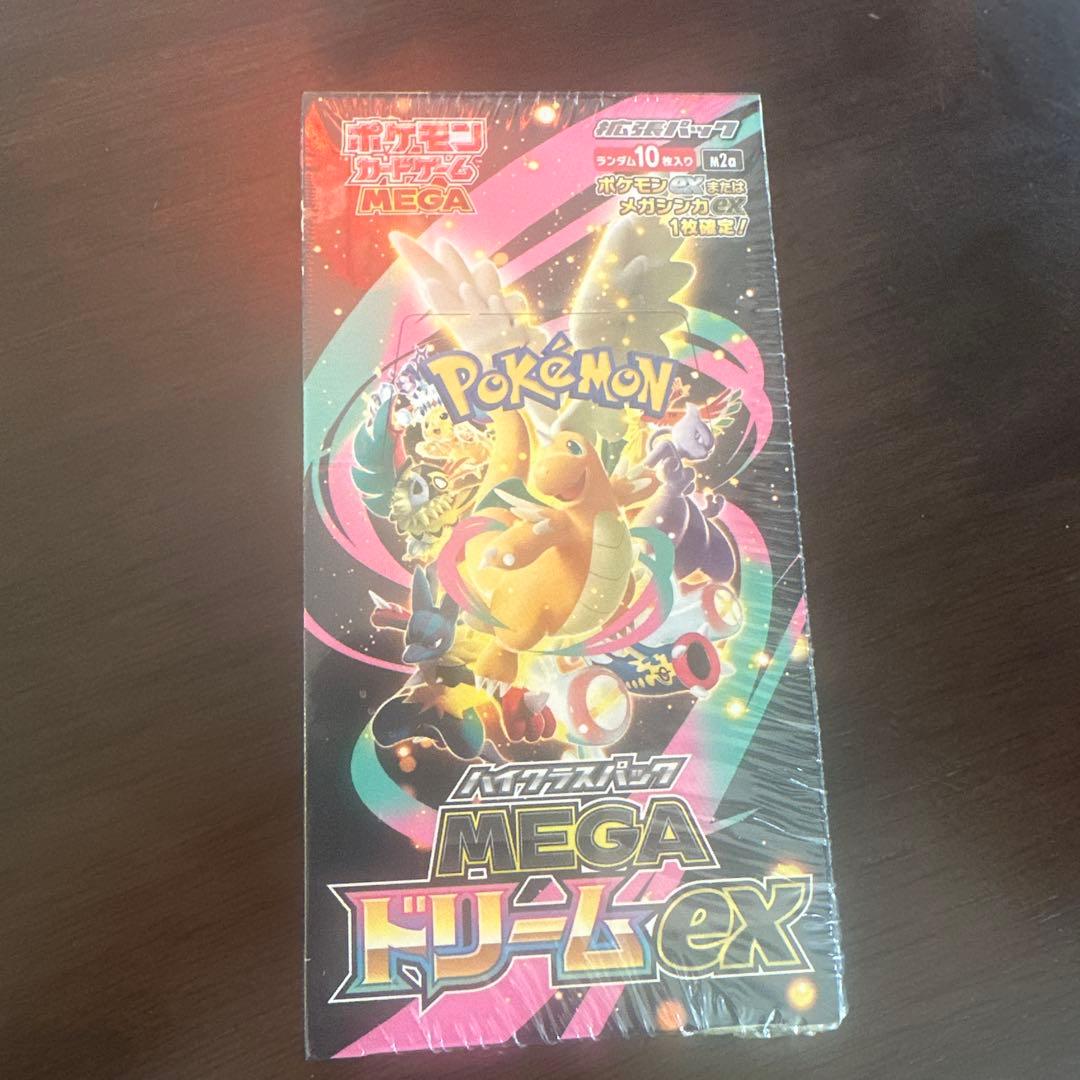 ポケモン
カードゲーム
MEGA
拡張パック
ランダム10枚入り M2a
ポケモンexまたは
メガシンカex
1枚確定!
POKéMON
ハイクラスパック
MEGA
ドリームex